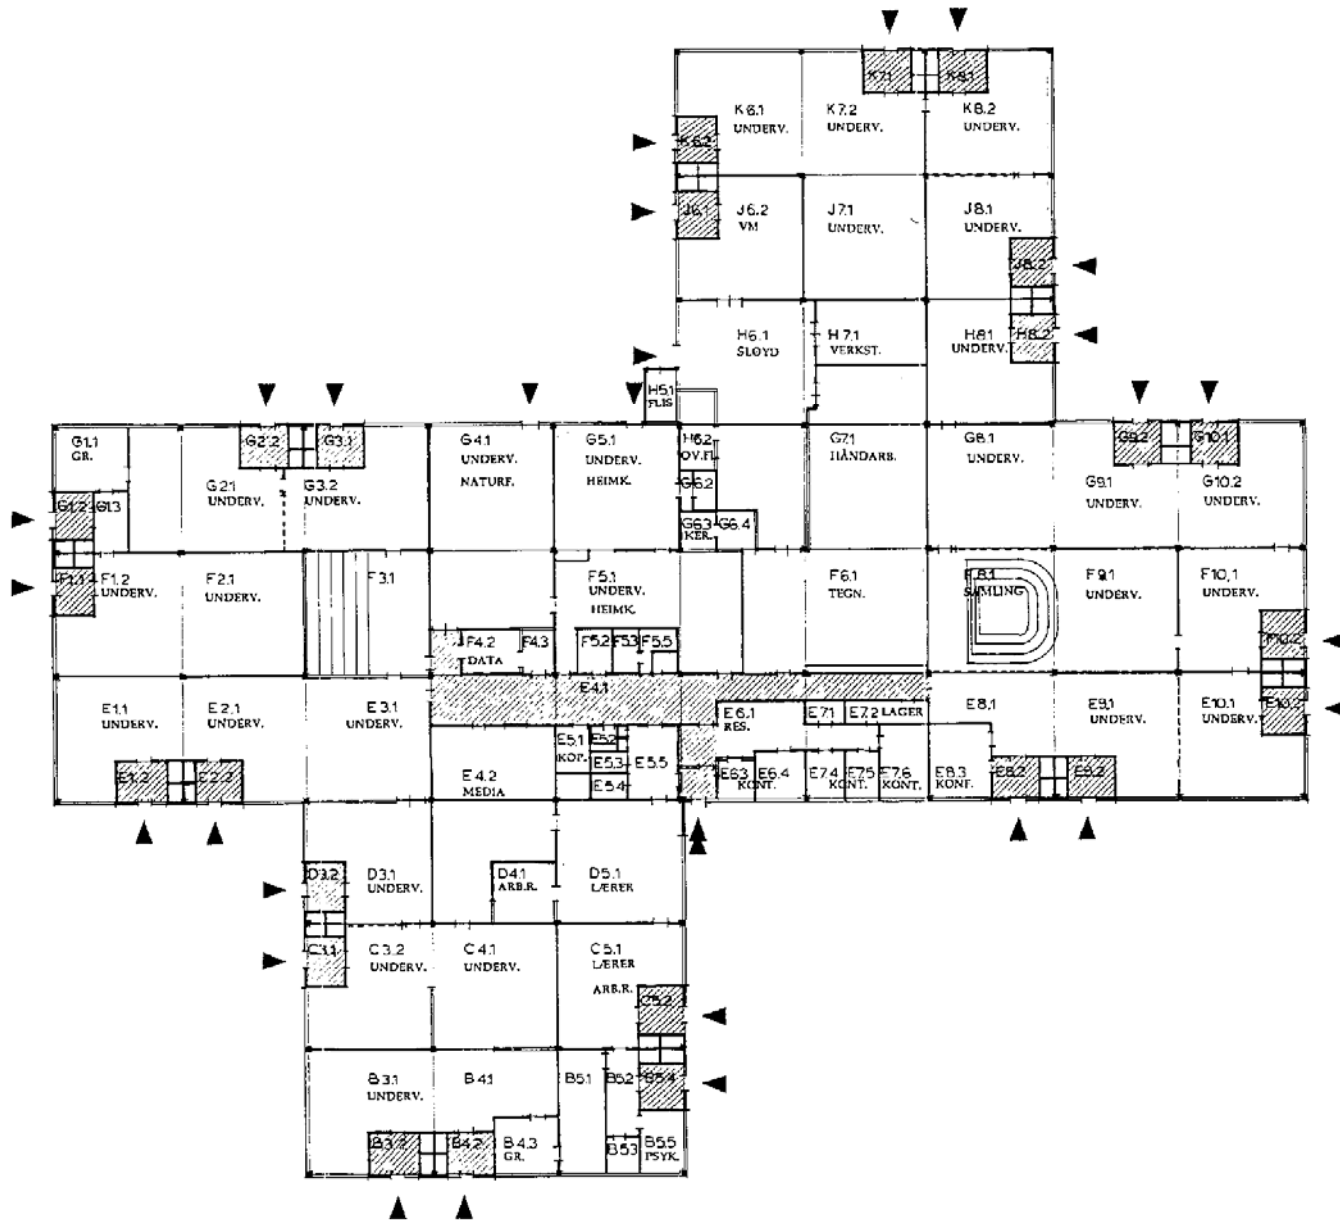 K7.1
K8.1
K6.1
UNDERV.
K7.2
UNDERV.
K8.2
UNDERV.
K6.2
J6.1
J6.2
VM
J7.1
UNDERV.
J8.1
UNDERV.
J8.2
H6.1
SLØYD
H7.1
VERKST.
H8.1
UNDERV.
H8.2
H5.1
FLIS
G1.1
GR.
G2.2
G3.1
G4.1
UNDERV.
NATURF.
G5.1
UNDERV.
HEIMK.
H6.2
OV.FL
G7.1
HÅNDARB.
G8.1
UNDERV.
G9.2
G10.1
G2.1
UNDERV.
G3.2
UNDERV.
G6.2
G9.1
UNDERV.
G10.2
UNDERV.
G1.2
G1.3
G6.3
KER.
G6.4
F1.1
F1.2
UNDERV.
F2.1
UNDERV.
F3.1
F5.1
UNDERV.
HEIMK.
F6.1
TEGN.
F8.1
SAMLING
F9.1
UNDERV.
F10.1
UNDERV.
F4.2
DATA
F4.3
F5.2
F5.3
F5.5
F10.2
E4.1
E1.1
UNDERV.
E2.1
UNDERV.
E3.1
UNDERV.
E6.1
RES.
E7.1
E7.2 LAGER
E8.1
E9.1
UNDERV.
E10.1
UNDERV.
E10.2
E5.1
KOP.
E5.2
E5.3
E5.4
E5.5
E1.2
E2.2
E4.2
MEDIA
E6.3
E6.4
KONT.
E7.4
E7.5
KONT.
E7.6
KONT.
E8.3
KONF.
E8.2
E9.2
D3.2
D3.1
UNDERV.
D4.1
ARB.R.
D5.1
LÆRER
C3.1
C3.2
UNDERV.
C4.1
UNDERV.
C5.1
LÆRER
ARB.R.
C5.2
B3.1
UNDERV.
B4.1
B5.1
B5.2
B5.4
B3.2
B4.2
B4.3
GR.
B5.3
B5.5
PSYK.